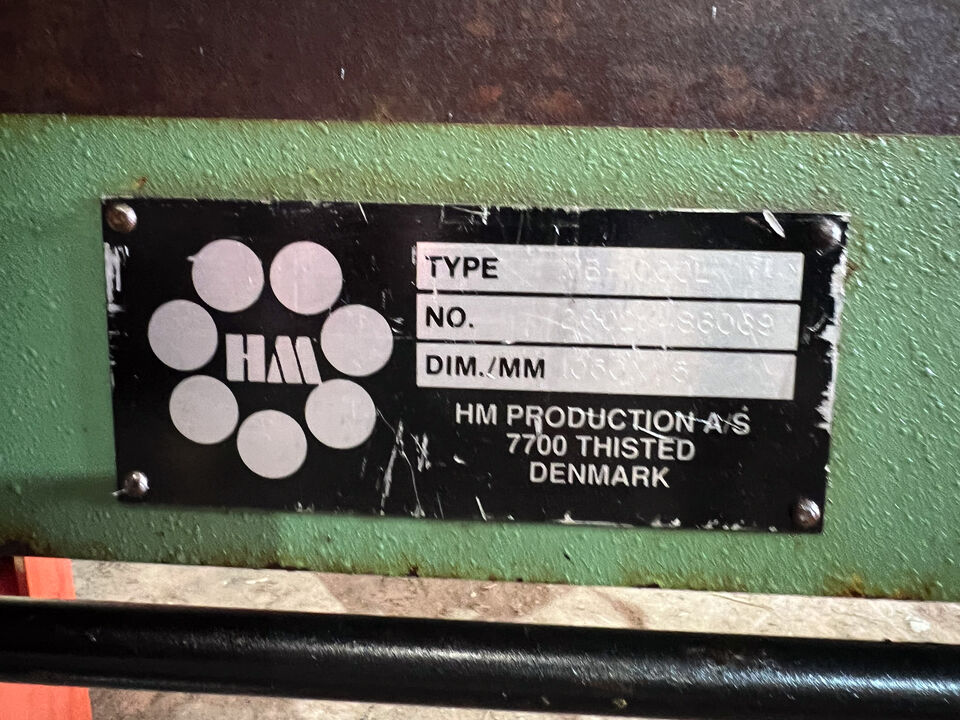 HM
TYPE
NO.
DIM./MM
HM PRODUCTION A/S
7700 THISTED
DENMARK